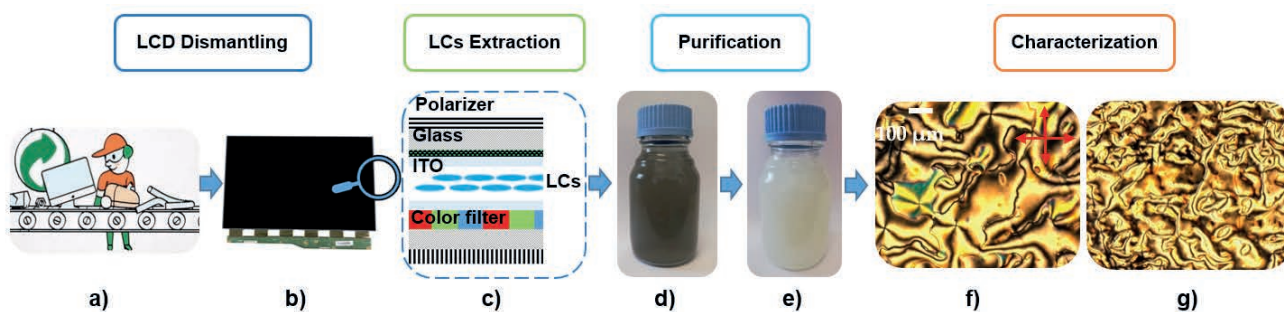 LCD Dismantling
LCs Extraction
Purification
Characterization
Polarizer
Glass
ITO
LCs
Color filter
100 μm
a)
b)
c)
d)
e)
f)
g)